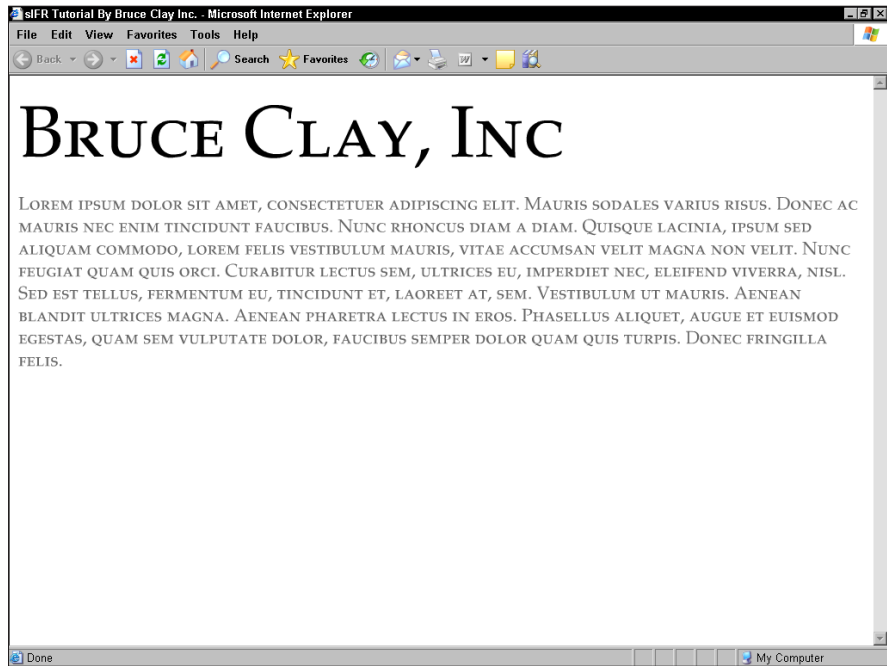 sIFR Tutorial By Bruce Clay Inc. - Microsoft Internet Explorer
File Edit View Favorites Tools Help
Back Search Favorites
Bruce Clay, Inc
Lorem ipsum dolor sit amet, consectetuer adipiscing elit. Mauris sodales varius risus. Donec ac
mauris nec enim tincidunt faucibus. Nunc rhoncus diam a diam. Quisque lacinia, ipsum sed
aliquam commodo, lorem felis vestibulum mauris, vitae accumsan velit magna non velit. Nunc
feugiat quam quis orci. Curabitur lectus sem, ultrices eu, imperdiet nec, eleifend viverra, nisl.
Sed est tellus, fermentum eu, tincidunt et, laoreet at, sem. Vestibulum ut mauris. Aenean
blandit ultrices magna. Aenean pharetra lectus in eros. Phasellus aliquet, augue et euismod
egestas, quam sem vulputate dolor, faucibus semper dolor quam quis turpis. Donec fringilla
felis.
Done My Computer